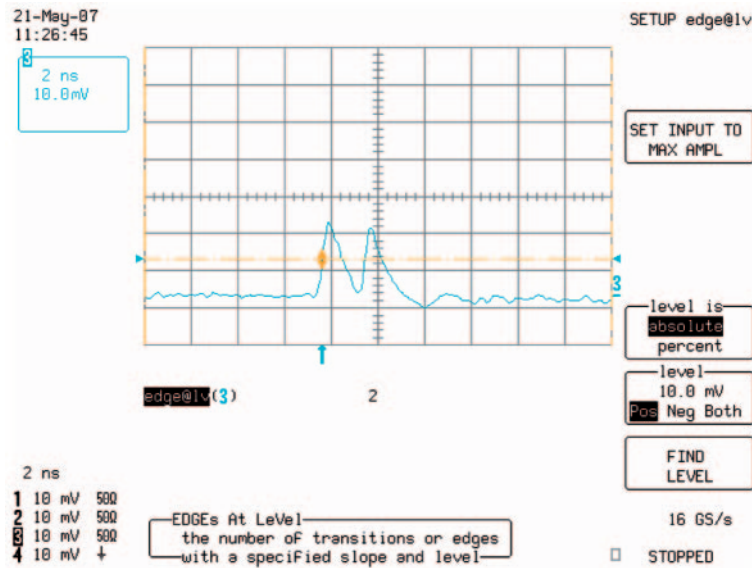 21-May-07
11:26:45
SETUP edge@lv
3
2 ns
10.0mV
SET INPUT TO
MAX AMPL
3
level is
absolute
percent
level
10.0 mV
Pos Neg Both
edge@lv(3) 2
FIND
LEVEL
2 ns
1 10 mV 50Ω
2 10 mV 50Ω
3 10 mV 50Ω
4 10 mV
16 GS/s
EDGEs At LeVel
the number of transitions or edges
with a specified slope and level
STOPPED